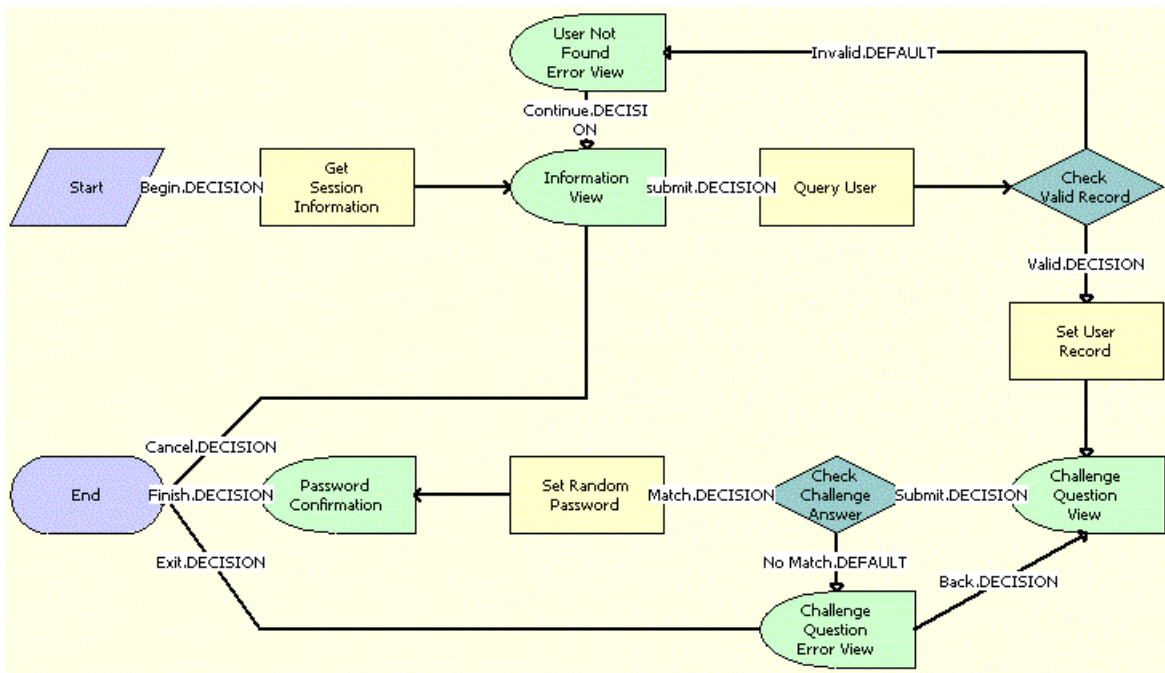 User Not
Found
Error View
Invalid.DEFAULT
Continue.DECISI
ON
Start
Begin.DECISION
Get
Session
Information
Information
View
submit.DECISION
Query User
Check
Valid Record
Valid.DECISION
Set User
Record
Cancel.DECISION
End
Finish.DECISION
Password
Confirmation
Set Random
Password
Match.DECISION
Check
Challenge
Answer
Submit.DECISION
Challenge
Question
View
Exit.DECISION
No Match.DEFAULT
Back.DECISION
Challenge
Question
Error View